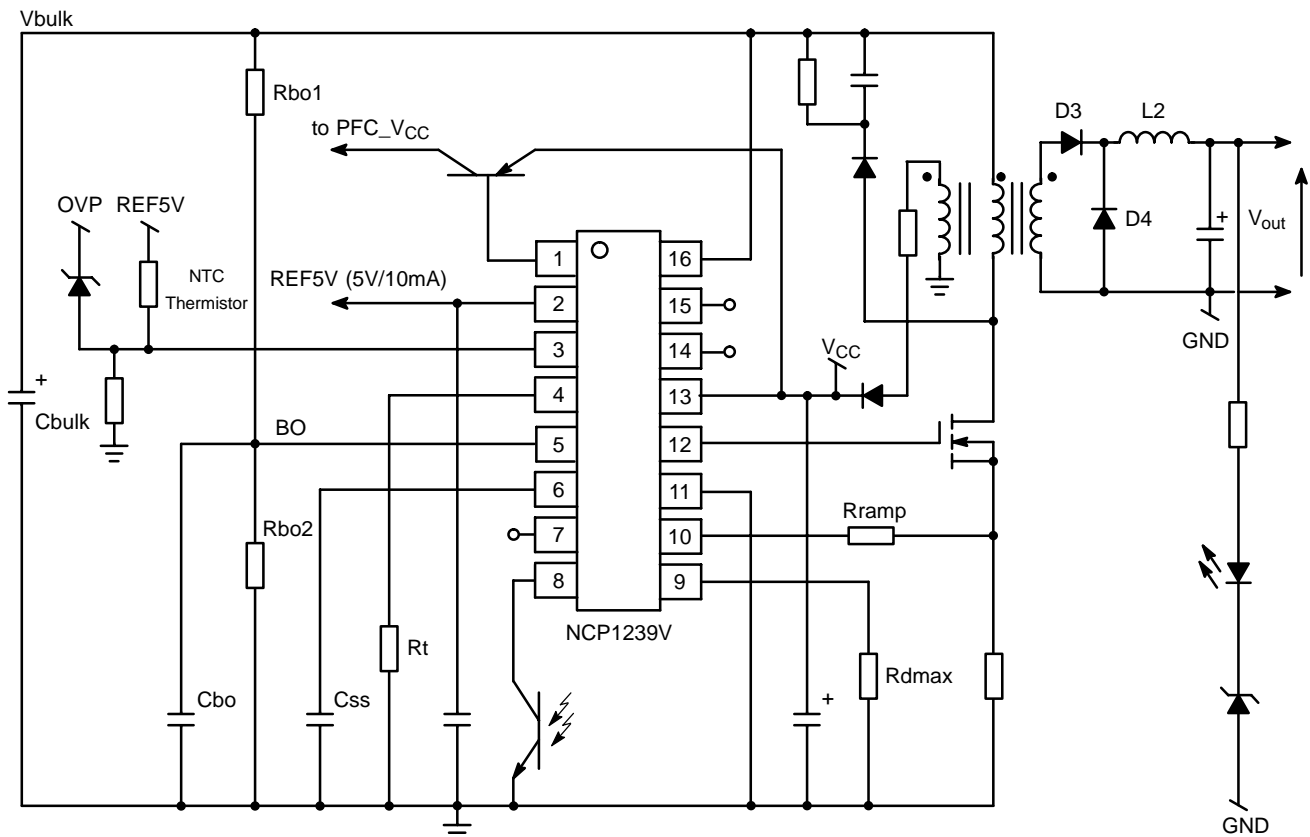 Vbulk
Rbo1
to PFC_VCC
D3
L2
OVP
REF5V
NTC
Thermistor
REF5V (5V/10mA)
1
2
3
4
5
6
7
8
16
15
14
13
12
11
10
9
D4
+
Vout
GND
VCC
+
Cbulk
BO
Rbo2
Rramp
NCP1239V
Rt
Rdmax
Cbo
Css
+
GND